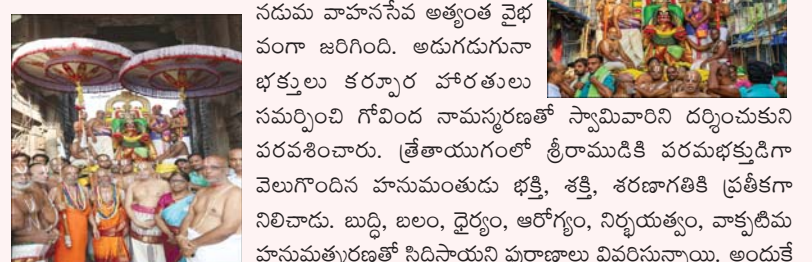 నడుమ వాహనసేవ అత్యంత వైభ
వంగా జరిగింది. అడుగడుగునా
భక్తులు కర్పూర హారతులు
సమర్పించి గోవింద నామస్మరణతో స్వామివారిని దర్శించుకుని
పరవశించారు. త్రేతాయుగంలో శ్రీరాముడికి పరమభక్తుడిగా
వెలుగొందిన హనుమంతుడు భక్తి, శక్తి, శరణాగతికి ప్రతీకగా
నిలిచాడు. బుద్ధి, బలం, ధైర్యం, ఆరోగ్యం, నిర్భయత్వం, వాక్పటిమ
హనుమత్స్మరణతో సిద్ధిస్తాయని పురాణాలు వివరిస్తున్నాయి. అందుకే